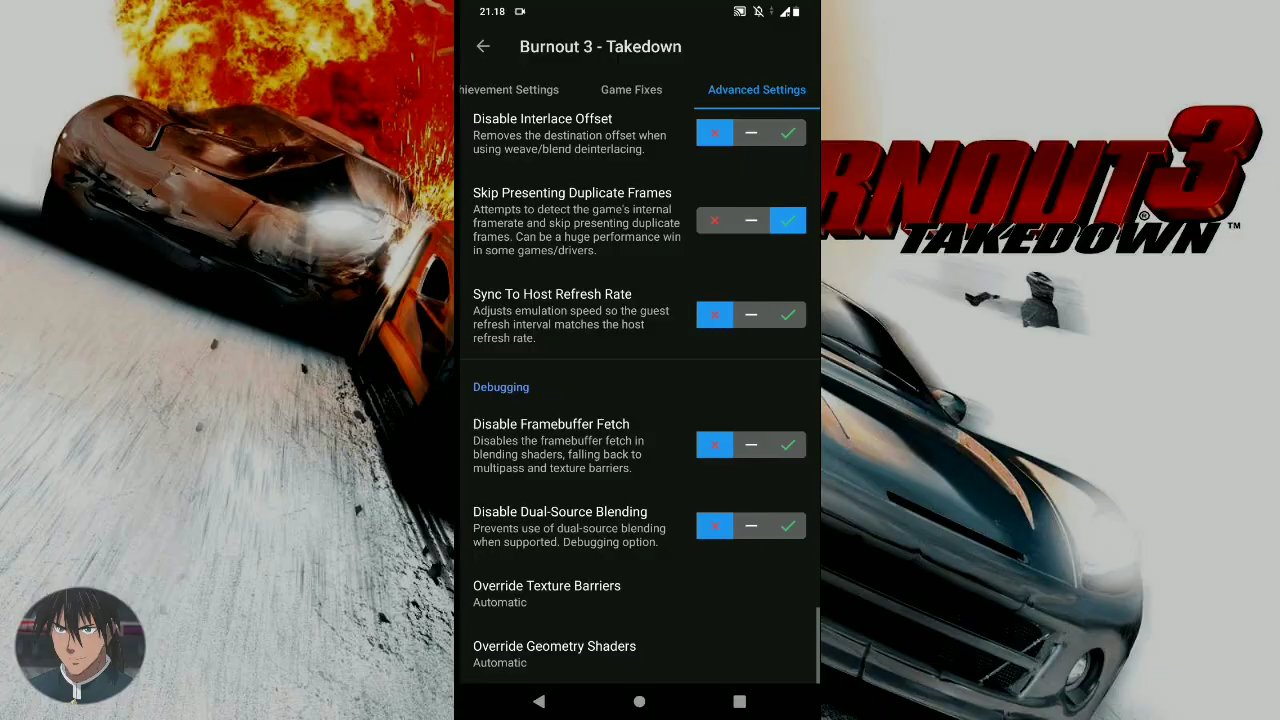 21.18
Burnout 3 - Takedown
hievement Settings
Game Fixes
Advanced Settings
Disable Interlace Offset
Removes the destination offset when
using weave/blend deinterlacing.
Skip Presenting Duplicate Frames
Attempts to detect the game's internal
framerate and skip presenting duplicate
frames. Can be a huge performance win
in some games/drivers.
Sync To Host Refresh Rate
Adjusts emulation speed so the guest
refresh interval matches the host
refresh rate.
Debugging
Disable Framebuffer Fetch
Disables the framebuffer fetch in
blending shaders, falling back to
multipass and texture barriers.
Disable Dual-Source Blending
Prevents use of dual-source blending
when supported. Debugging option.
Override Texture Barriers
Automatic
Override Geometry Shaders
Automatic
RNOUT 3
®
TAKEDOWN ™